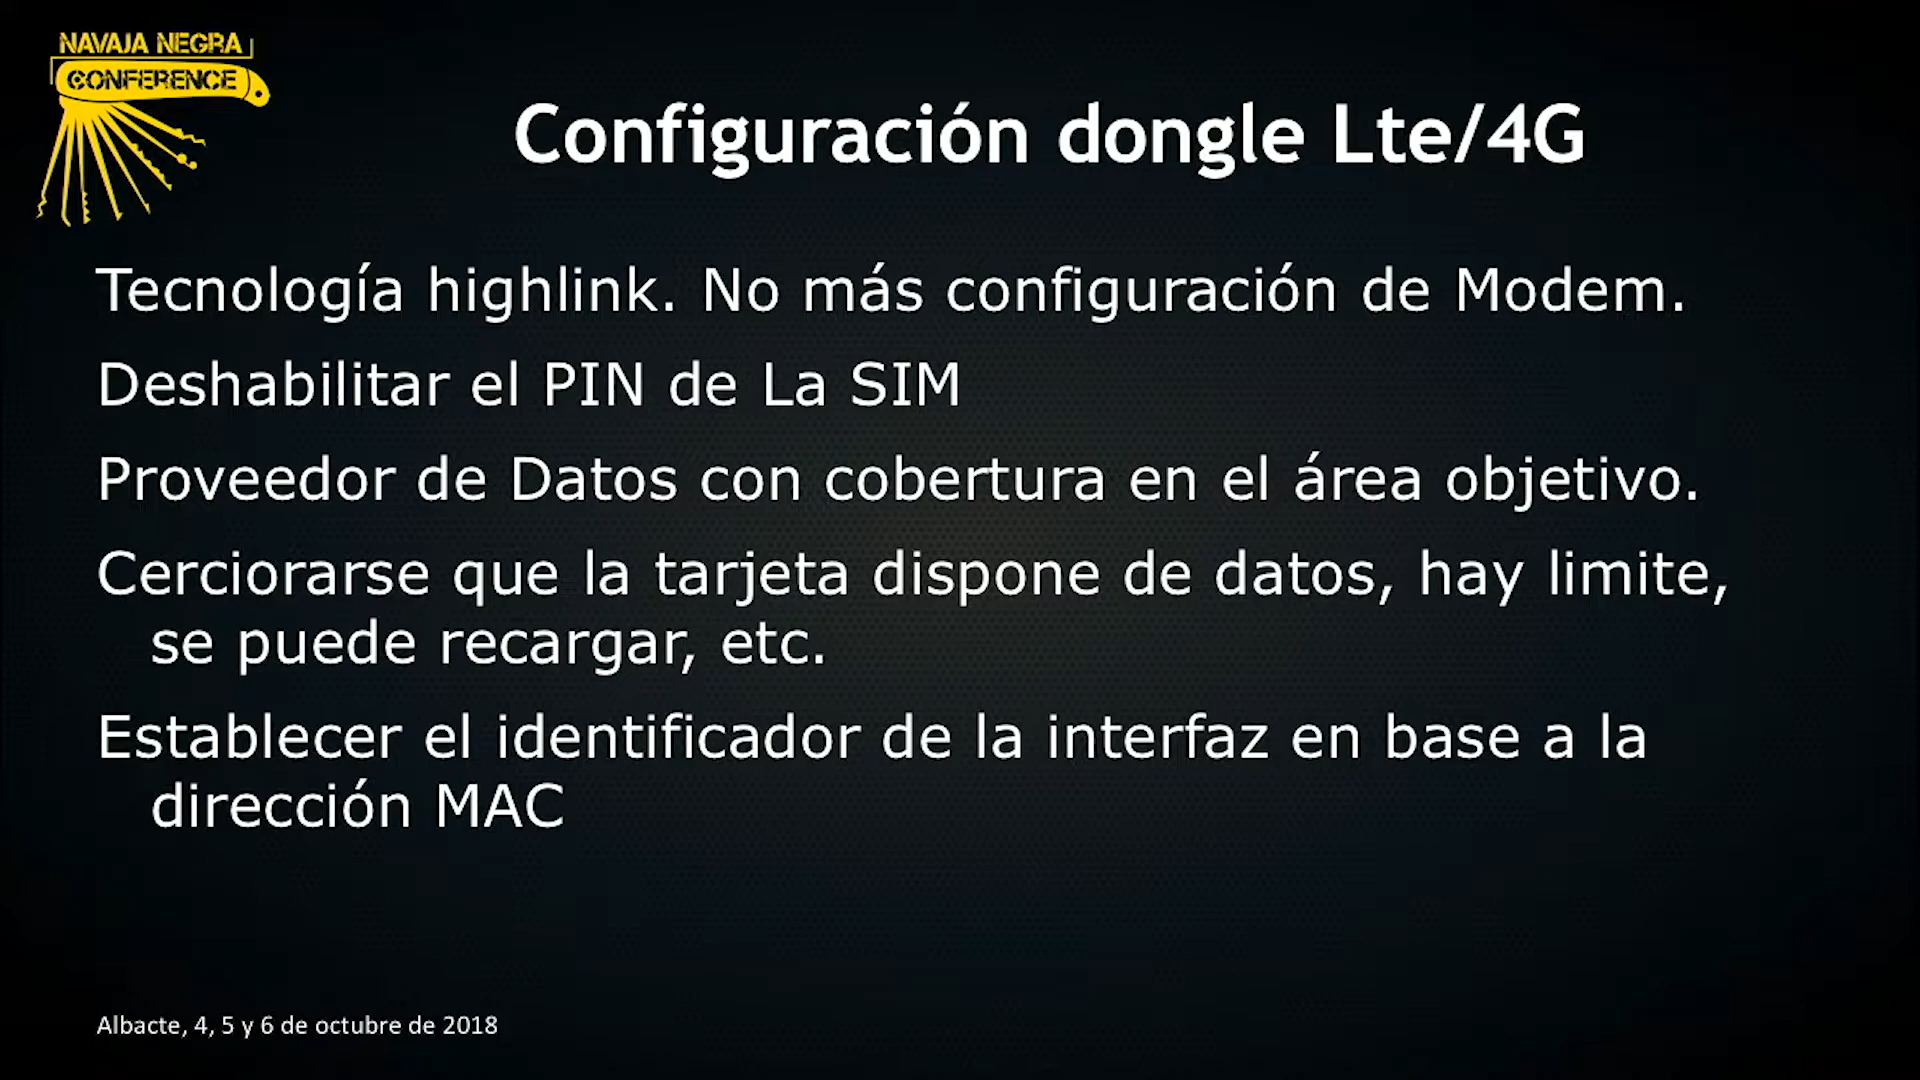 NAVAJA NEGRA
CONFERENCE
Configuración dongle Lte/4G
Tecnología highlink. No más configuración de Modem.
Deshabilitar el PIN de La SIM
Proveedor de Datos con cobertura en el área objetivo.
Cerciorarse que la tarjeta dispone de datos, hay limite,
se puede recargar, etc.
Establecer el identificador de la interfaz en base a la
dirección MAC
Albacte, 4, 5 y 6 de octubre de 2018